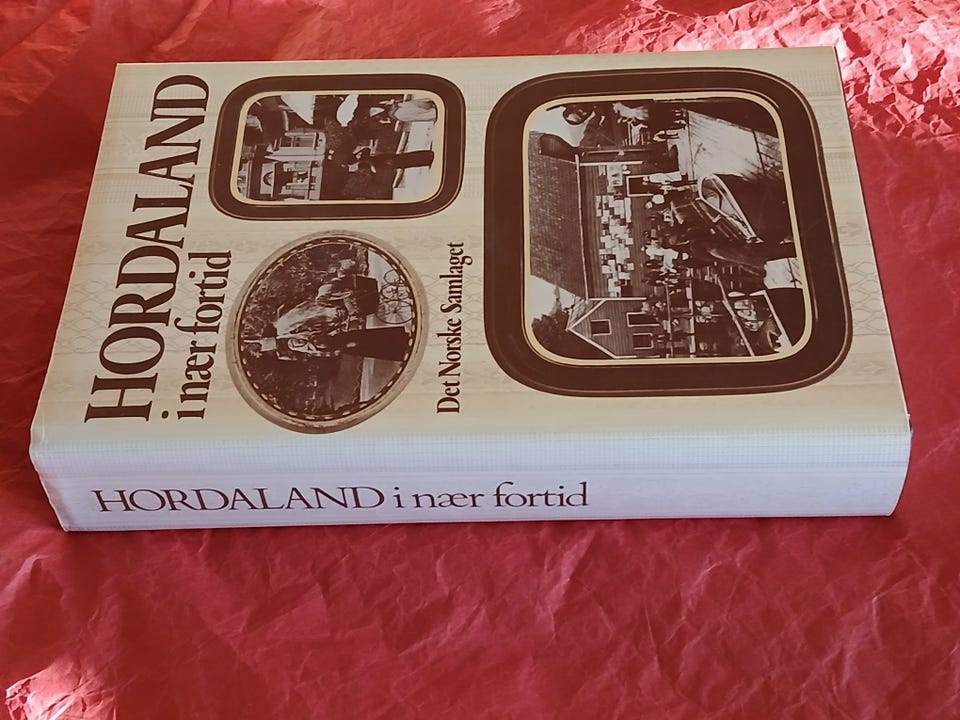 HORDALAND
i nær fortid
Det Norske Samlaget
HORDALAND i nær fortid